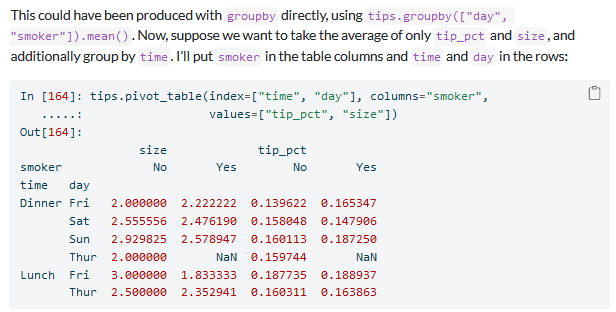 This could have been produced with groupby directly, using tips.groupby(["day",
"smoker"]).mean(). Now, suppose we want to take the average of only tip_pct and size, and
additionally group by time. I’ll put smoker in the table columns and time and day in the rows:
In [164]: tips.pivot_table(index=["time", "day"], columns="smoker",
   .....:                  values=["tip_pct", "size"])
Out[164]:
                 size             tip_pct
smoker             No       Yes        No       Yes
time   day
Dinner Fri   2.000000  2.222222  0.139622  0.165347
       Sat   2.555556  2.476190  0.158048  0.147906
       Sun   2.929825  2.578947  0.160113  0.187250
       Thur  2.000000       NaN  0.159744       NaN
Lunch  Fri   3.000000  1.833333  0.187735  0.188937
       Thur  2.500000  2.352941  0.160311  0.163863